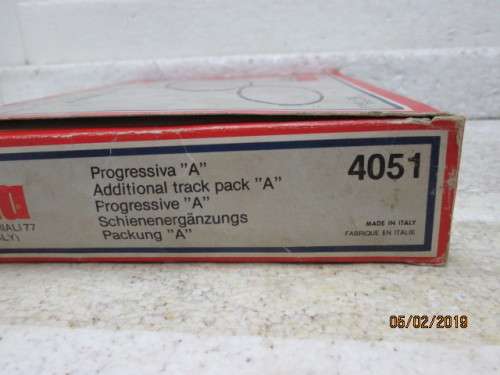 Progressiva "A"
Additional track pack "A"
Progressive "A"
Schienenergänzungs
Packung "A"
4051
MADE IN ITALY
FABRIQUE EN ITALIE
05/02/2019